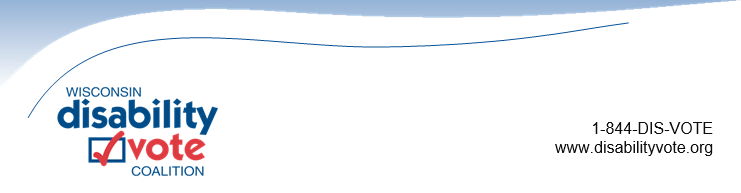 WISCONSIN
disability
vote
COALITION
1-844-DIS-VOTE
www.disabilityvote.org